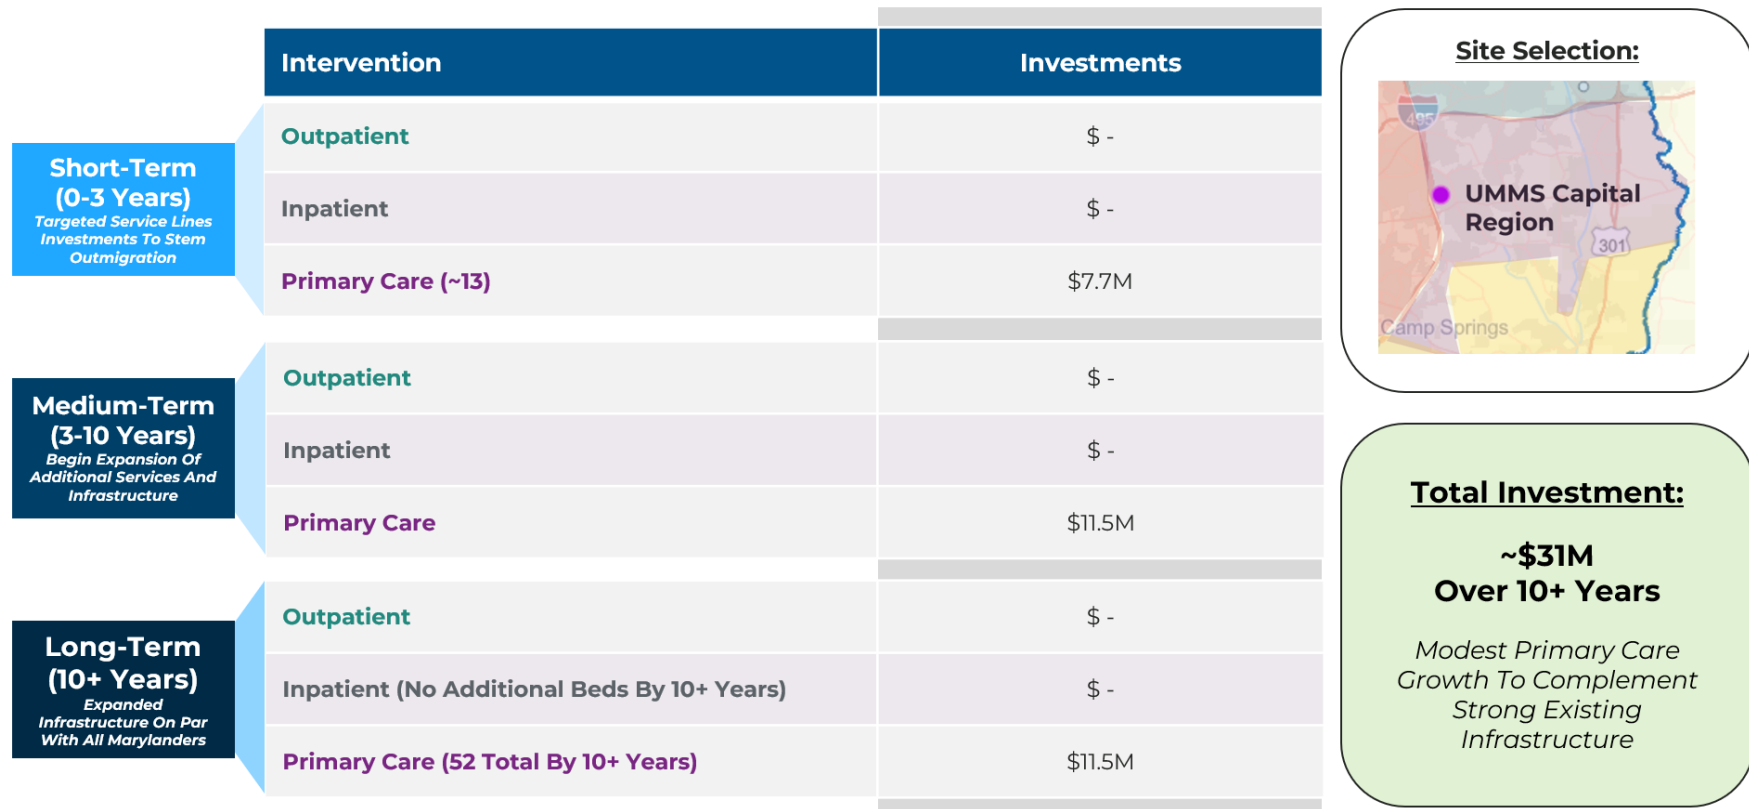 Intervention
Investments
Short-Term
(0-3 Years)
Targeted Service Lines
Investments To Stem
Outmigration
Outpatient
$ -
Inpatient
$ -
Primary Care (~13)
$7.7M
Medium-Term
(3-10 Years)
Begin Expansion Of
Additional Services And
Infrastructure
Outpatient
$ -
Inpatient
$ -
Primary Care
$11.5M
Long-Term
(10+ Years)
Expanded
Infrastructure On Par
With All Marylanders
Outpatient
$ -
Inpatient (No Additional Beds By 10+ Years)
$ -
Primary Care (52 Total By 10+ Years)
$11.5M
Site Selection:
495
UMMS Capital
Region
301
Camp Springs
Total Investment:
~$31M
Over 10+ Years
Modest Primary Care
Growth To Complement
Strong Existing
Infrastructure